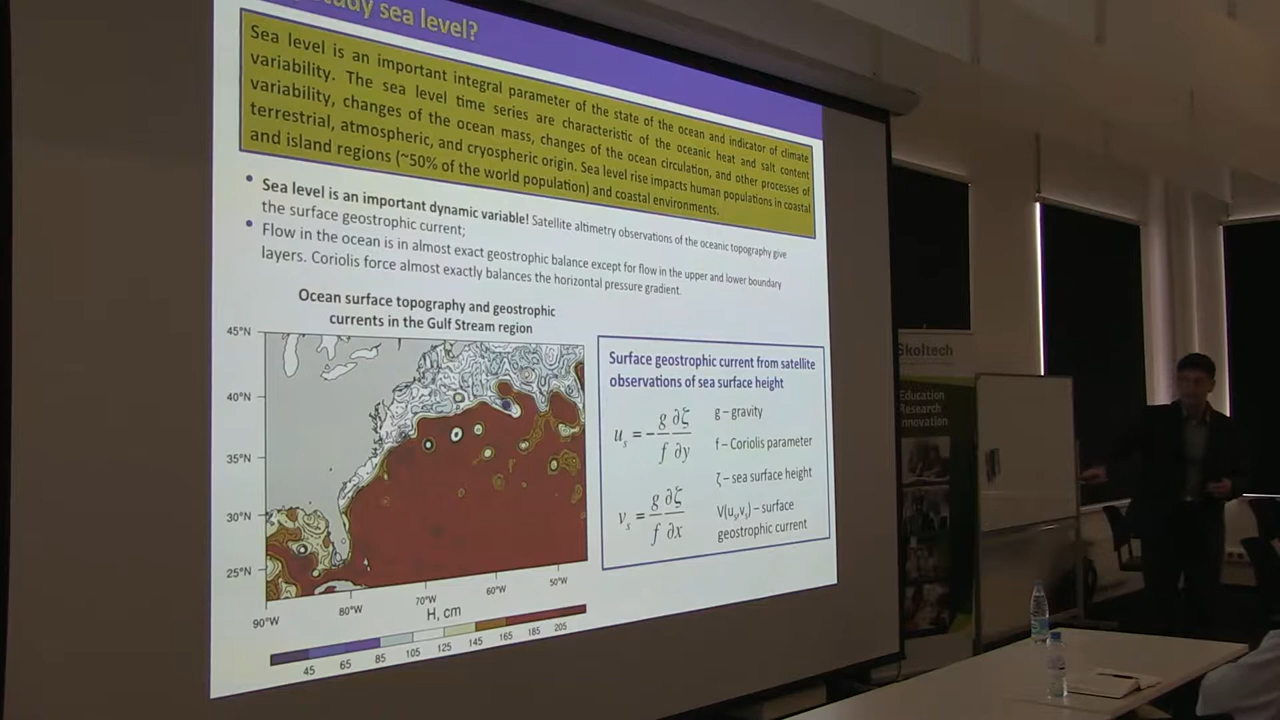 sea level?
Sea level is an important integral parameter of the state of the ocean and indicator of climate
variability. The sea level time series are characteristic of the oceanic heat and salt content
variability, changes of the ocean mass, changes of the ocean circulation, and other processes of
terrestrial, atmospheric, and cryospheric origin. Sea level rise impacts human populations in coastal
and island regions (~50% of the world population) and coastal environments.
• Sea level is an important dynamic variable! Satellite altimetry observations of the oceanic topography give
the surface geostrophic current;
• Flow in the ocean is in almost exact geostrophic balance except for flow in the upper and lower boundary
layers. Coriolis force almost exactly balances the horizontal pressure gradient.
Ocean surface topography and geostrophic
currents in the Gulf Stream region
45°N
40°N
35°N
30°N
25°N
90°W
80°W
70°W
60°W
50°W
H, cm
45 65 85 105 125 145 165 185 205
Surface geostrophic current from satellite
observations of sea surface height
u_s = −g/f ∂ζ/∂y
g – gravity
f – Coriolis parameter
ζ – sea surface height
v_s = g/f ∂ζ/∂x
V(u_s,v_s) – surface
geostrophic current
Skoltech
Education
Research
Innovation